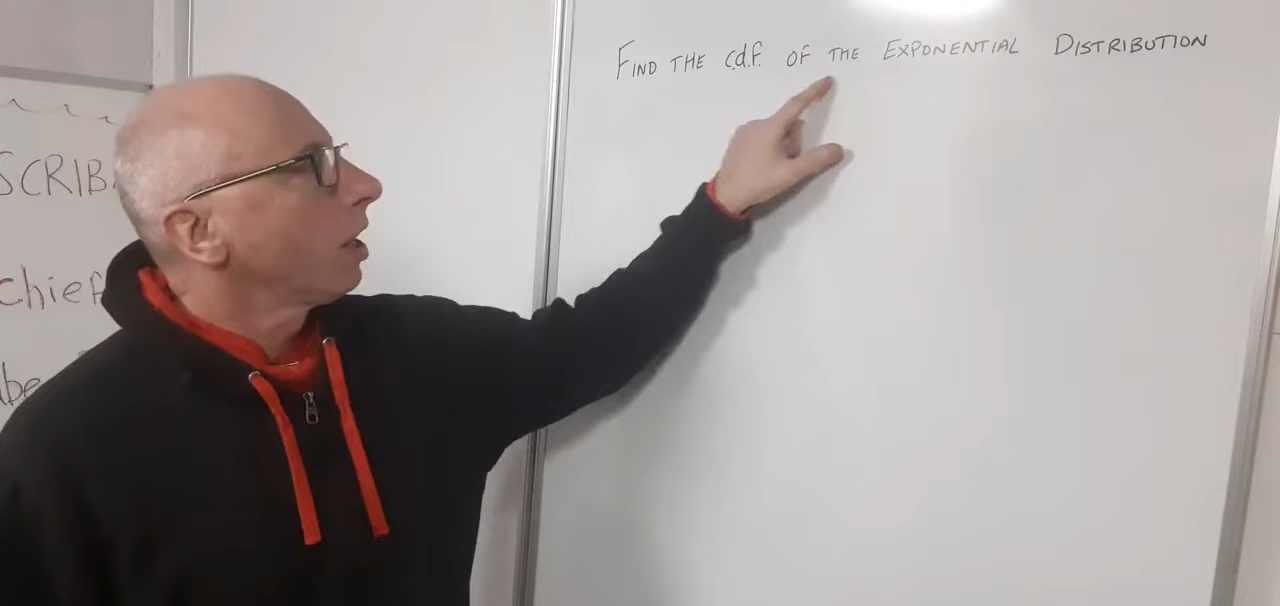 FIND THE c.d.f. OF THE EXPONENTIAL DISTRIBUTION
SCRIB
chief
be